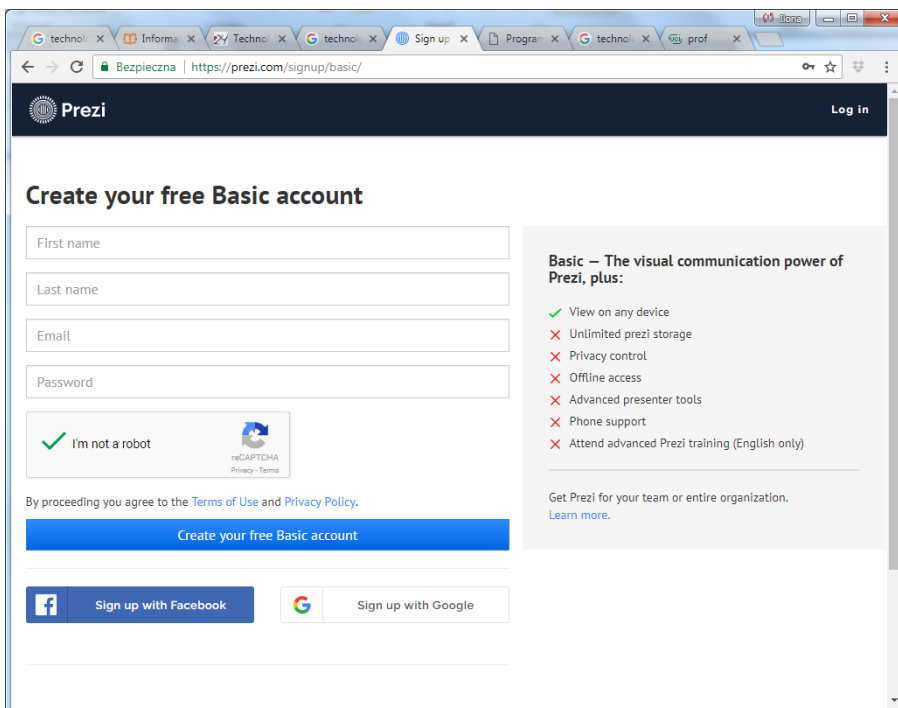 Ilona
technolo
Informa
Technol
technolo
Sign up
Program
technolo
prof
Bezpieczna | https://prezi.com/signup/basic/
Prezi
Log in
Create your free Basic account
First name
Last name
Email
Password
I'm not a robot
reCAPTCHA
Privacy - Terms
By proceeding you agree to the Terms of Use and Privacy Policy.
Create your free Basic account
Sign up with Facebook
Sign up with Google
Basic — The visual communication power of
Prezi, plus:
View on any device
Unlimited prezi storage
Privacy control
Offline access
Advanced presenter tools
Phone support
Attend advanced Prezi training (English only)
Get Prezi for your team or entire organization.
Learn more.